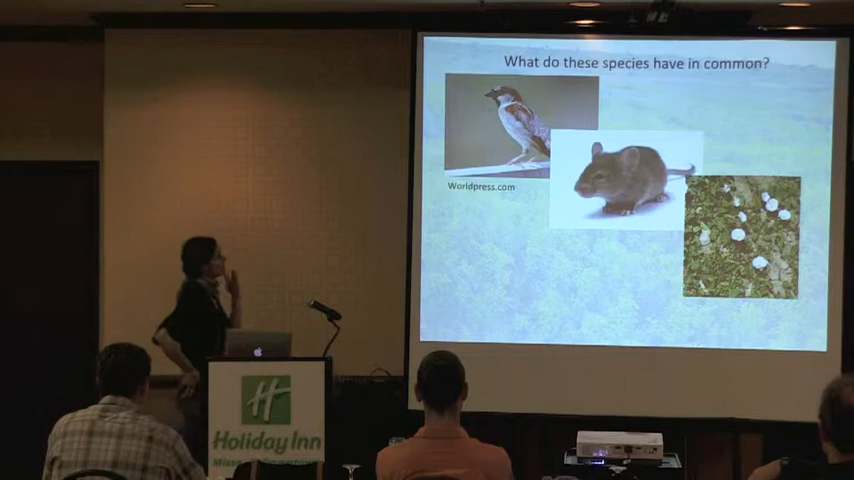 What do these species have in common?
Worldpress.com
H
Holiday Inn